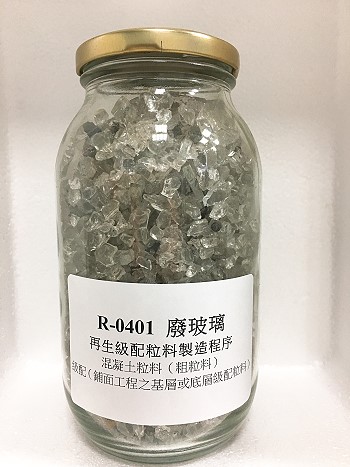 R-0401 廢玻璃
再生級配粒料製造程序
混凝土粒料（粗粒料）
級配（鋪面工程之基層或底層級配粒料）